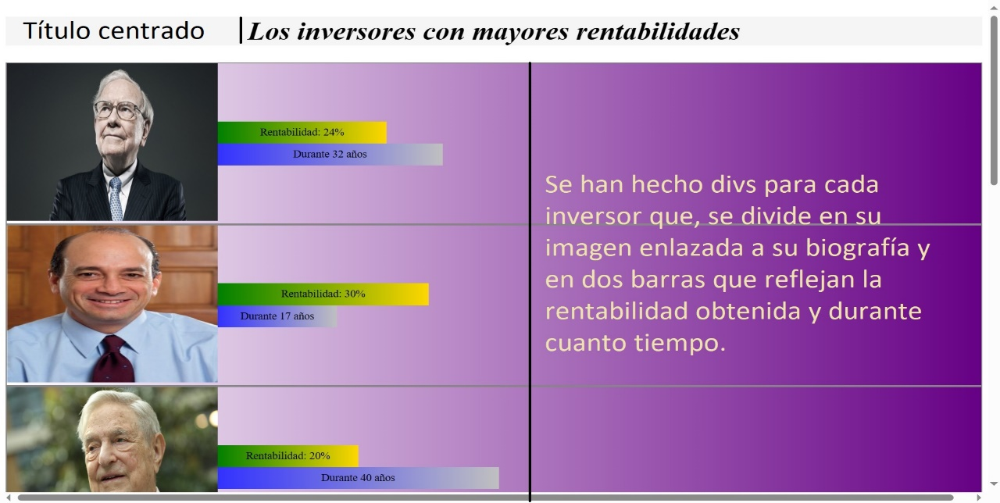 Título centrado
Los inversores con mayores rentabilidades
Rentabilidad: 24%
Durante 32 años
Rentabilidad: 30%
Durante 17 años
Rentabilidad: 20%
Durante 40 años
Se han hecho divs para cada
inversor que, se divide en su
imagen enlazada a su biografía y
en dos barras que reflejan la
rentabilidad obtenida y durante
cuanto tiempo.